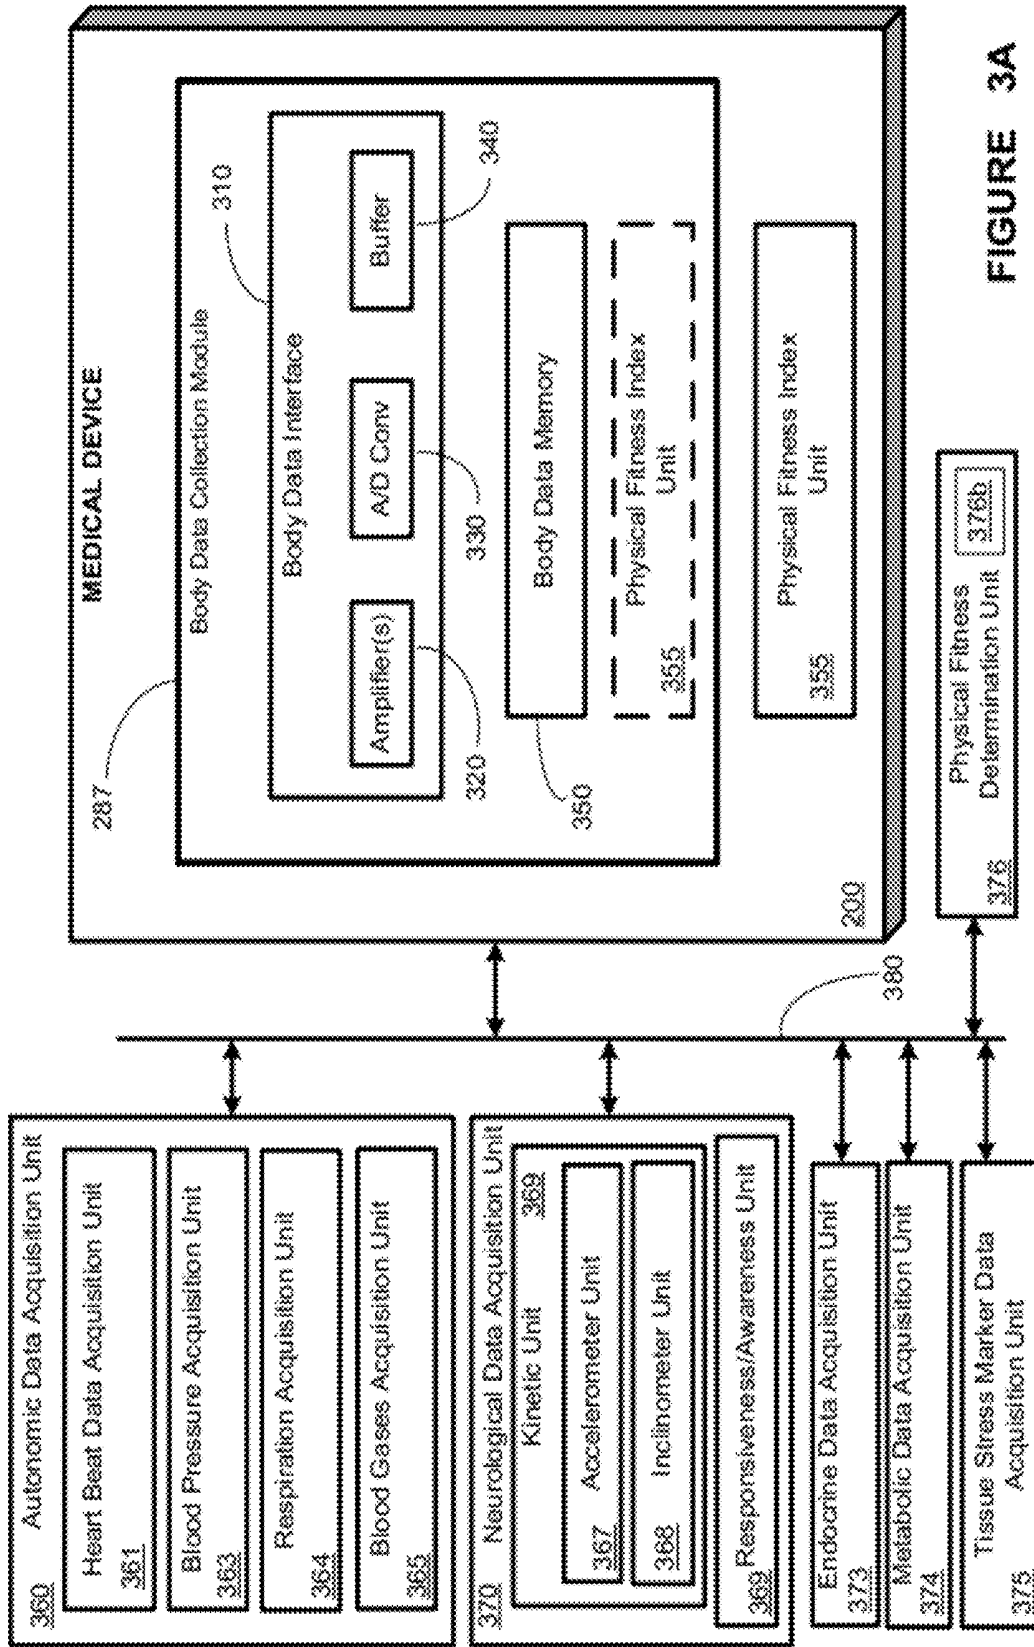 360
Autonomic Data Acquisition Unit
Heart Beat Data Acquisition Unit
361
Blood Pressure Acquisition Unit
363
Respiration Acquisition Unit
364
Blood Gases Acquisition Unit
365
370
Neurological Data Acquisition Unit
Kinetic Unit
369
Accelerometer Unit
367
Inclinometer Unit
368
Responsiveness/Awareness Unit
369
Endocrine Data Acquisition Unit
373
Metabolic Data Acquisition Unit
374
Tissue Stress Marker Data
Acquisition Unit
375
380
MEDICAL DEVICE
287
Body Data Collection Module
310
Body Data Interface
Amplifier(s)
A/D Conv
Buffer
320
330
340
Body Data Memory
350
Physical Fitness Index
Unit
355
Physical Fitness Index
Unit
355
200
Physical Fitness
Determination Unit
376
376b
FIGURE 3A